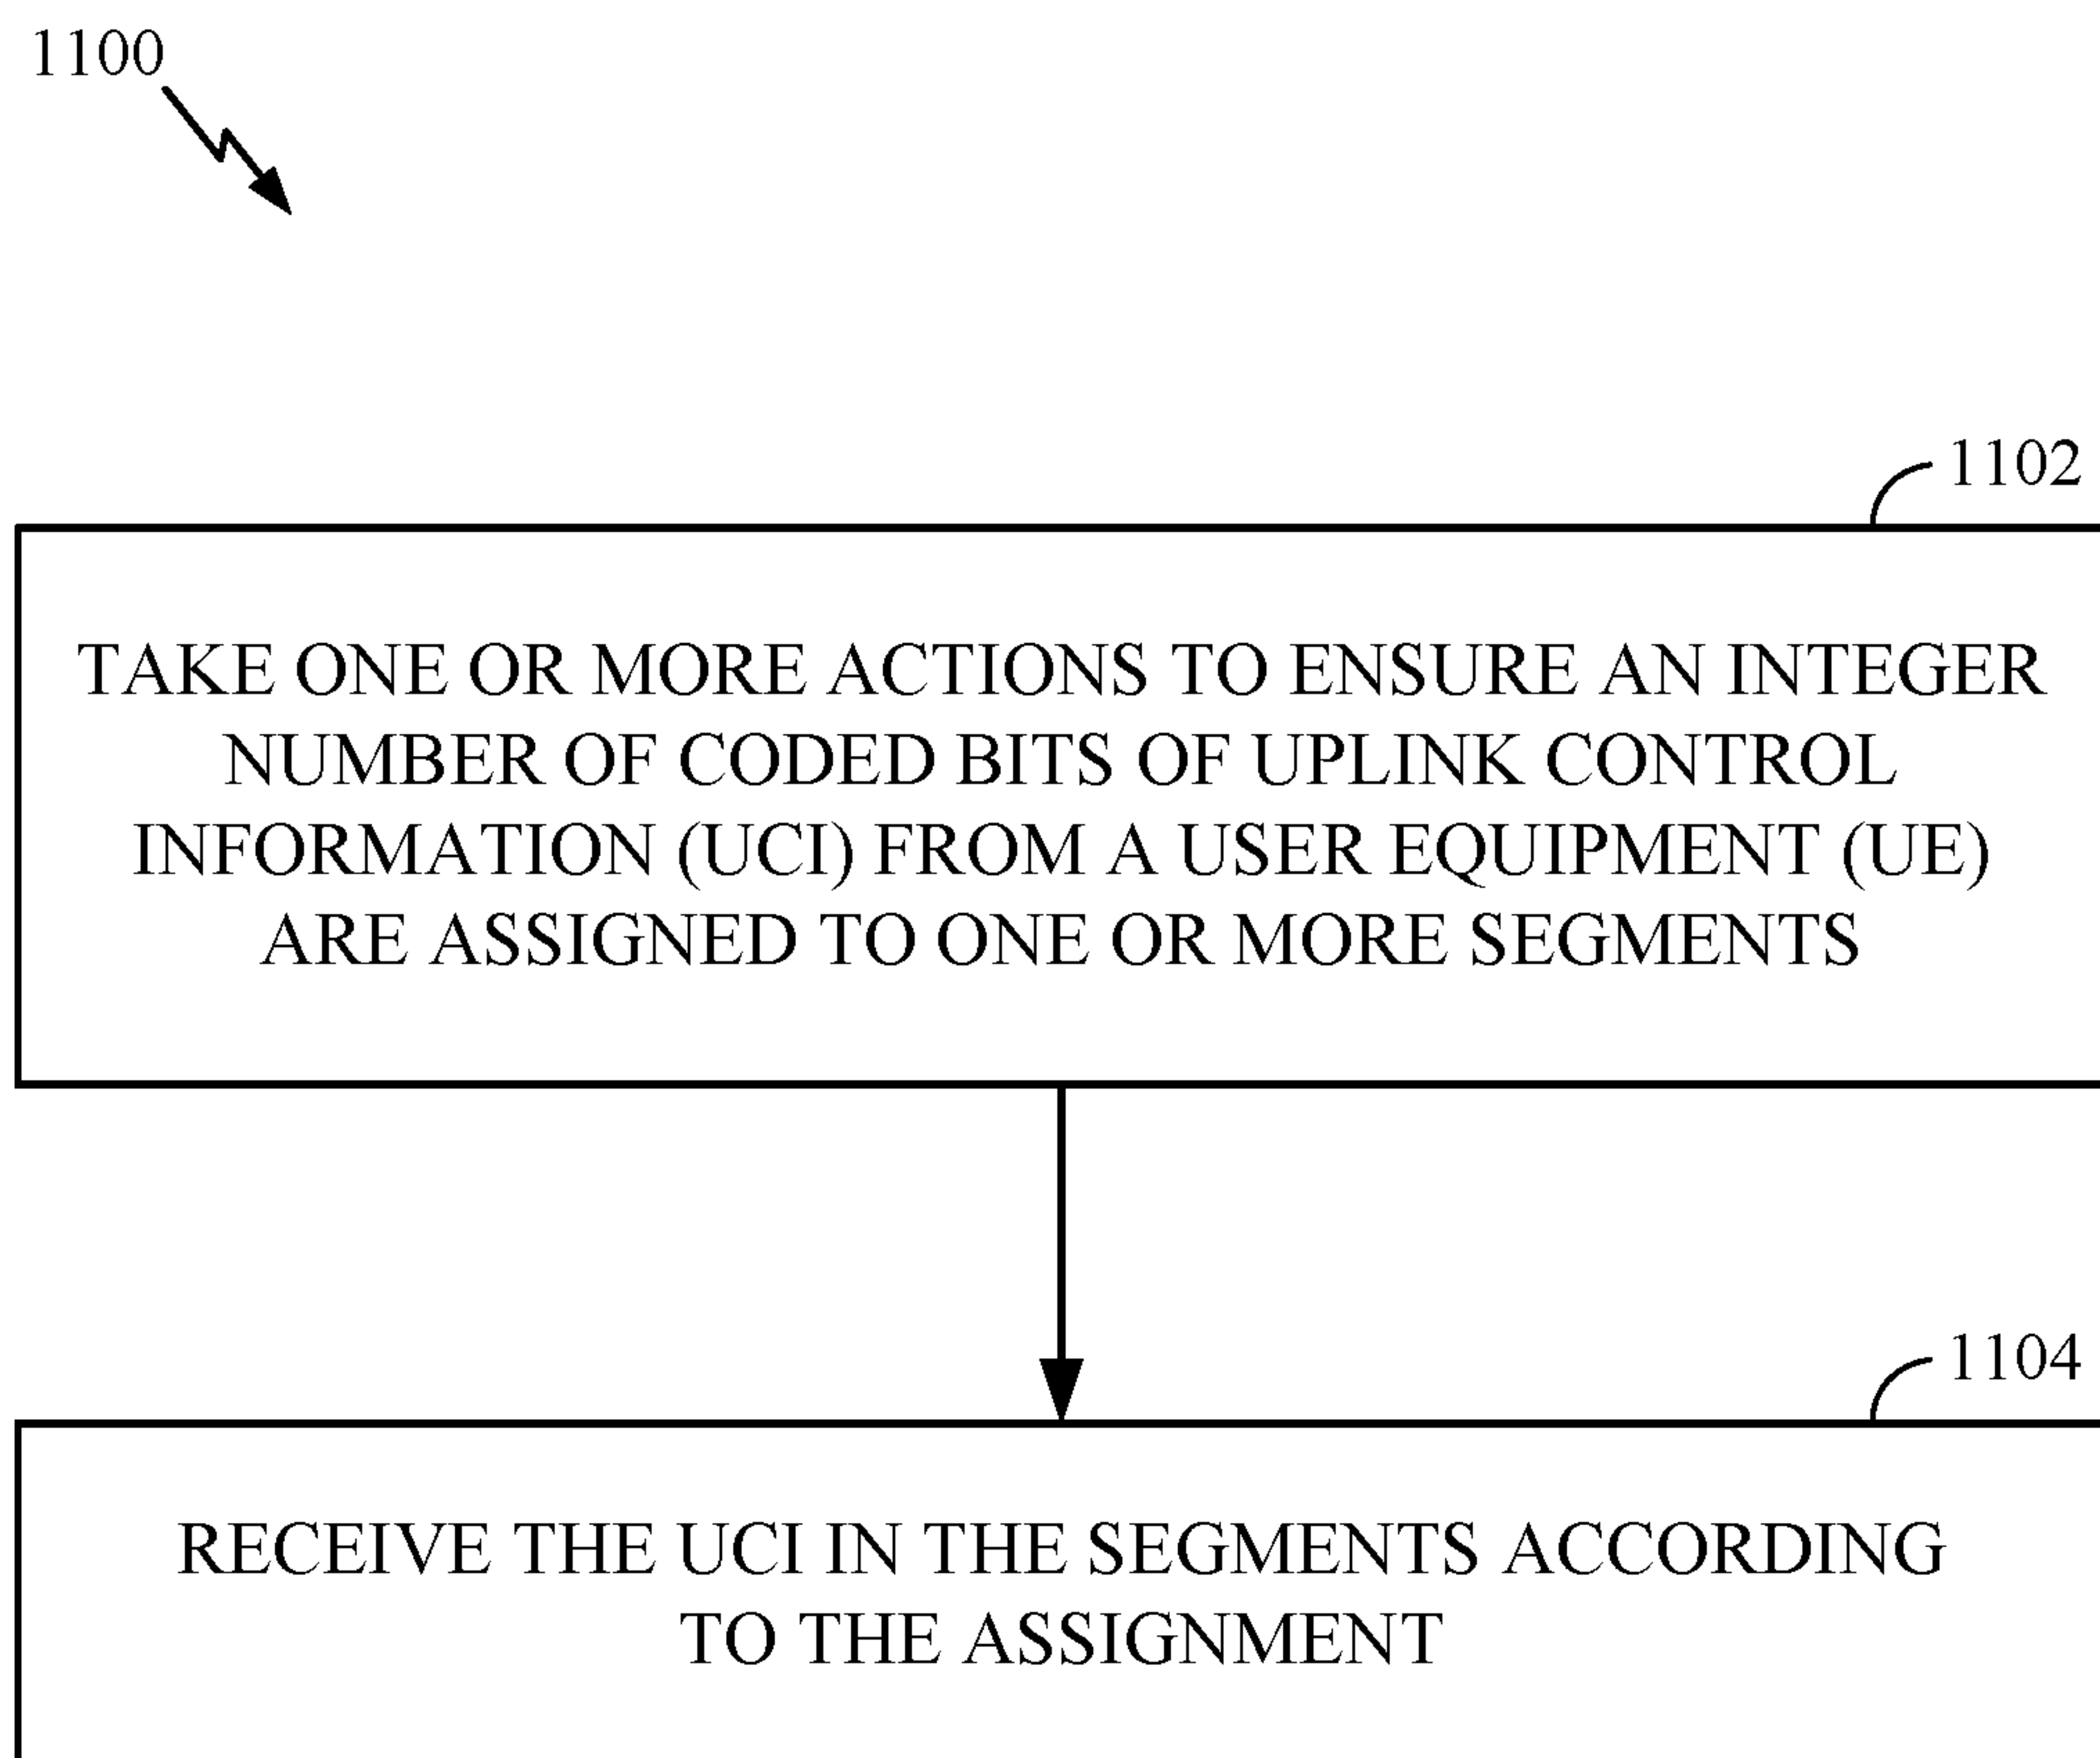 1100
1102
TAKE ONE OR MORE ACTIONS TO ENSURE AN INTEGER
NUMBER OF CODED BITS OF UPLINK CONTROL
INFORMATION (UCI) FROM A USER EQUIPMENT (UE)
ARE ASSIGNED TO ONE OR MORE SEGMENTS
1104
RECEIVE THE UCI IN THE SEGMENTS ACCORDING
TO THE ASSIGNMENT